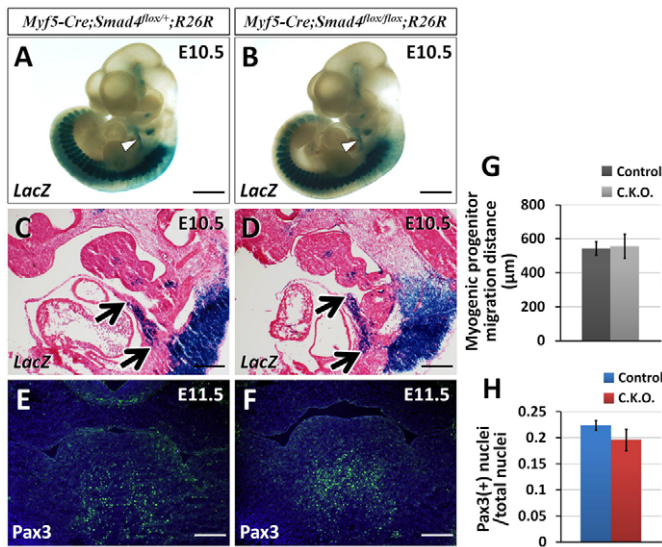 Myf5-Cre;Smad4flox/+;R26R
Myf5-Cre;Smad4flox/flox;R26R
A E10.5
LacZ
B E10.5
LacZ
C E10.5
LacZ
D E10.5
LacZ
E E11.5
Pax3
F E11.5
Pax3
G
Control
C.K.O.
Myogenic progenitor
migration distance
(μm)
800
600
400
200
0
H
Control
C.K.O.
Pax3(+) nuclei
/total nuclei
0.25
0.2
0.15
0.1
0.05
0